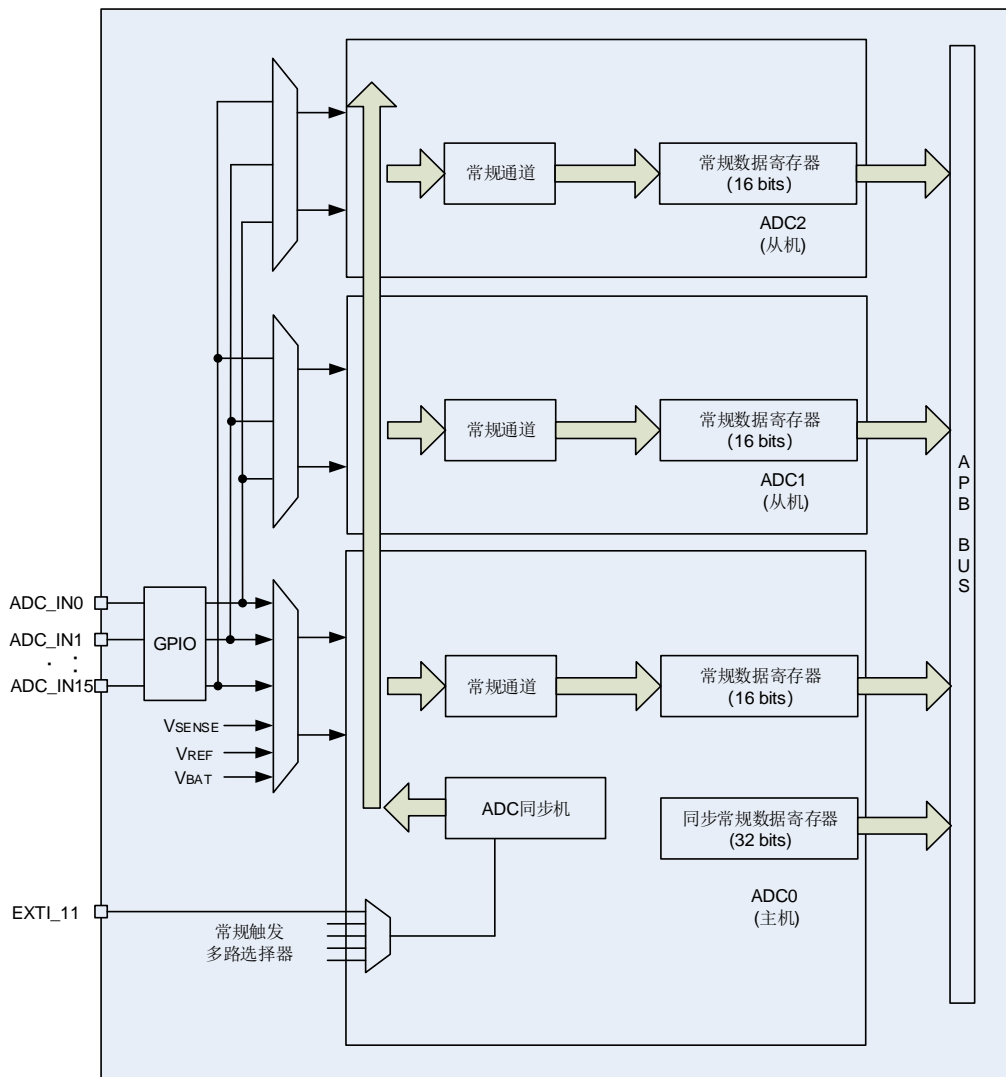 常规通道
常规数据寄存器
(16 bits)
ADC2
(从机)
常规通道
常规数据寄存器
(16 bits)
ADC1
(从机)
APB BUS
ADC_IN0
ADC_IN1
ADC_IN15
GPIO
VSENSE
VREF
VBAT
常规通道
常规数据寄存器
(16 bits)
ADC同步机
同步常规数据寄存器
(32 bits)
ADC0
(主机)
EXTI_11
常规触发
多路选择器